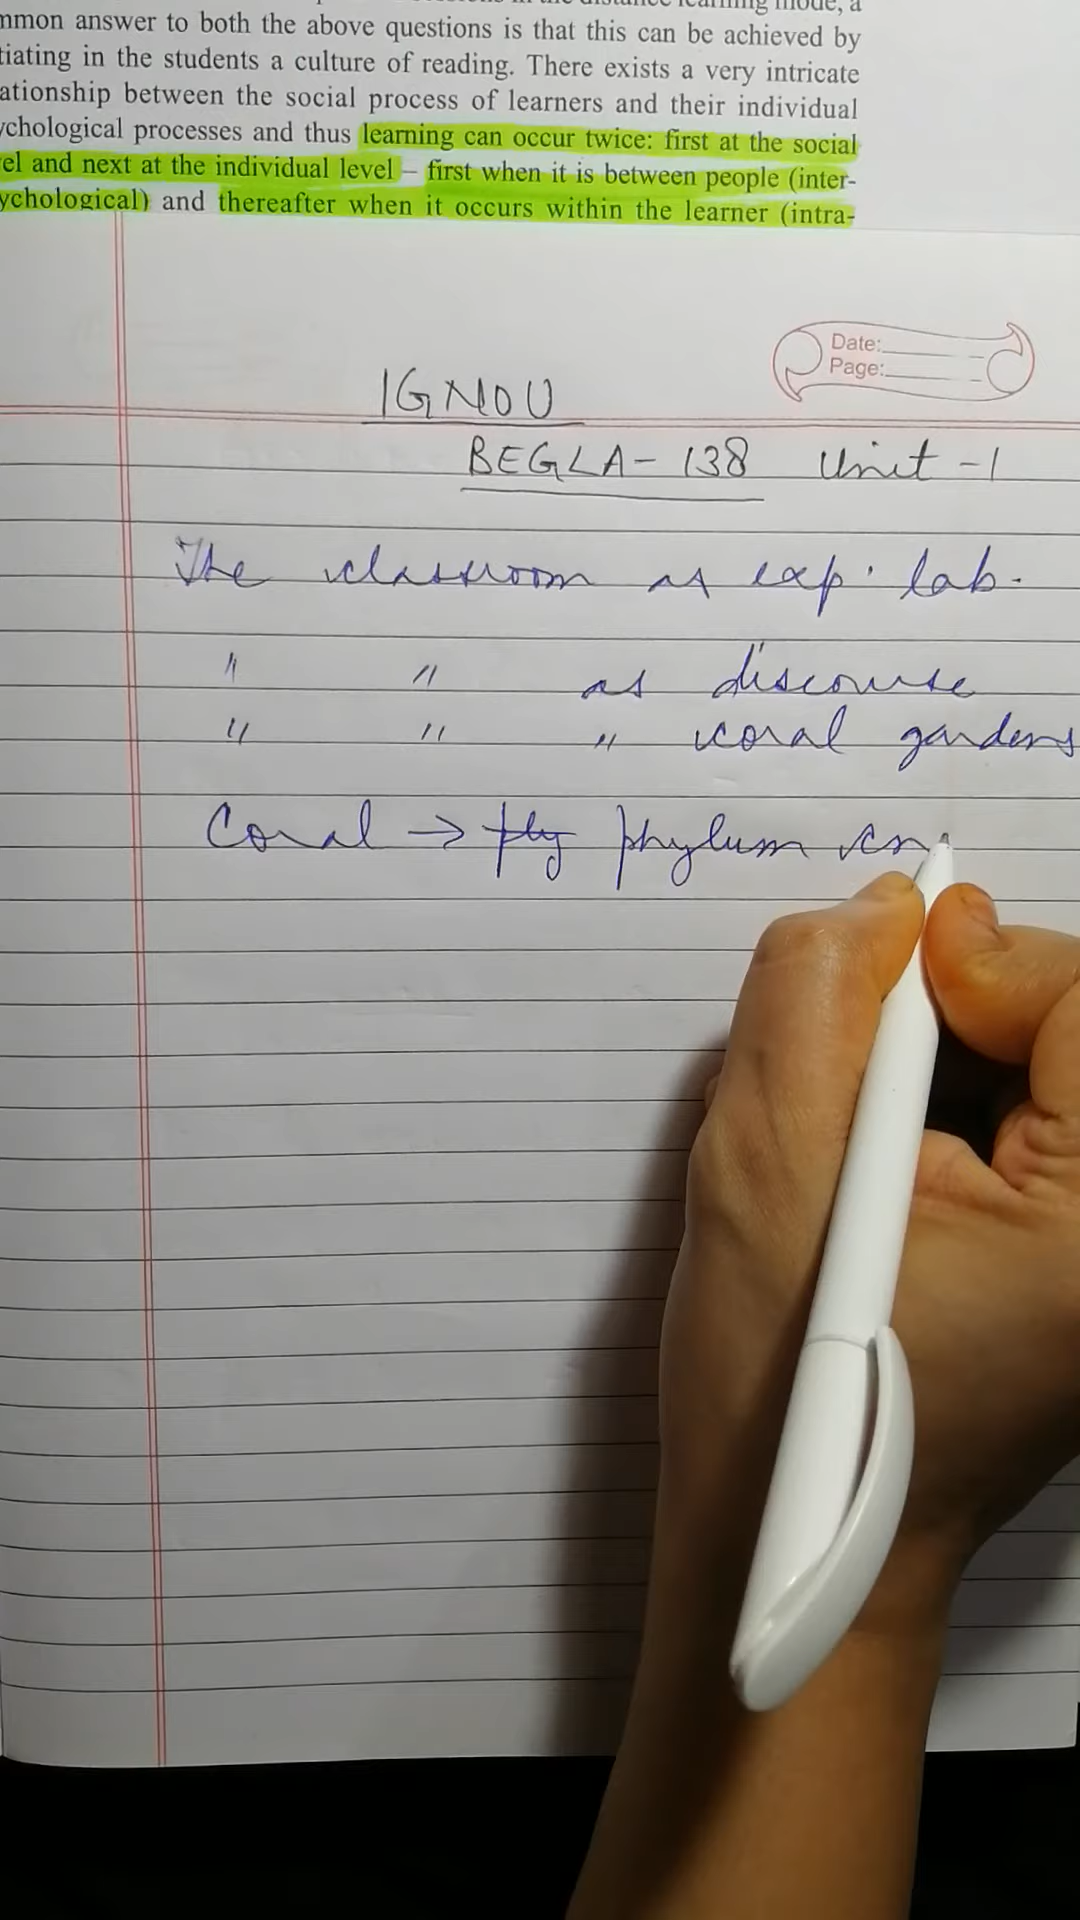 mmon answer to both the above questions is that this can be achieved by
tiating in the students a culture of reading. There exists a very intricate
ationship between the social process of learners and their individual
ychological processes and thus learning can occur twice: first at the social
el and next at the individual level – first when it is between people (inter-
ychological) and thereafter when it occurs within the learner (intra-
Date:
Page:
IGNOU
BEGLA-138 Unit-1
The classroom as exp. lab.
" " as discourse
" " " coral gardens
Coral → phylum cn